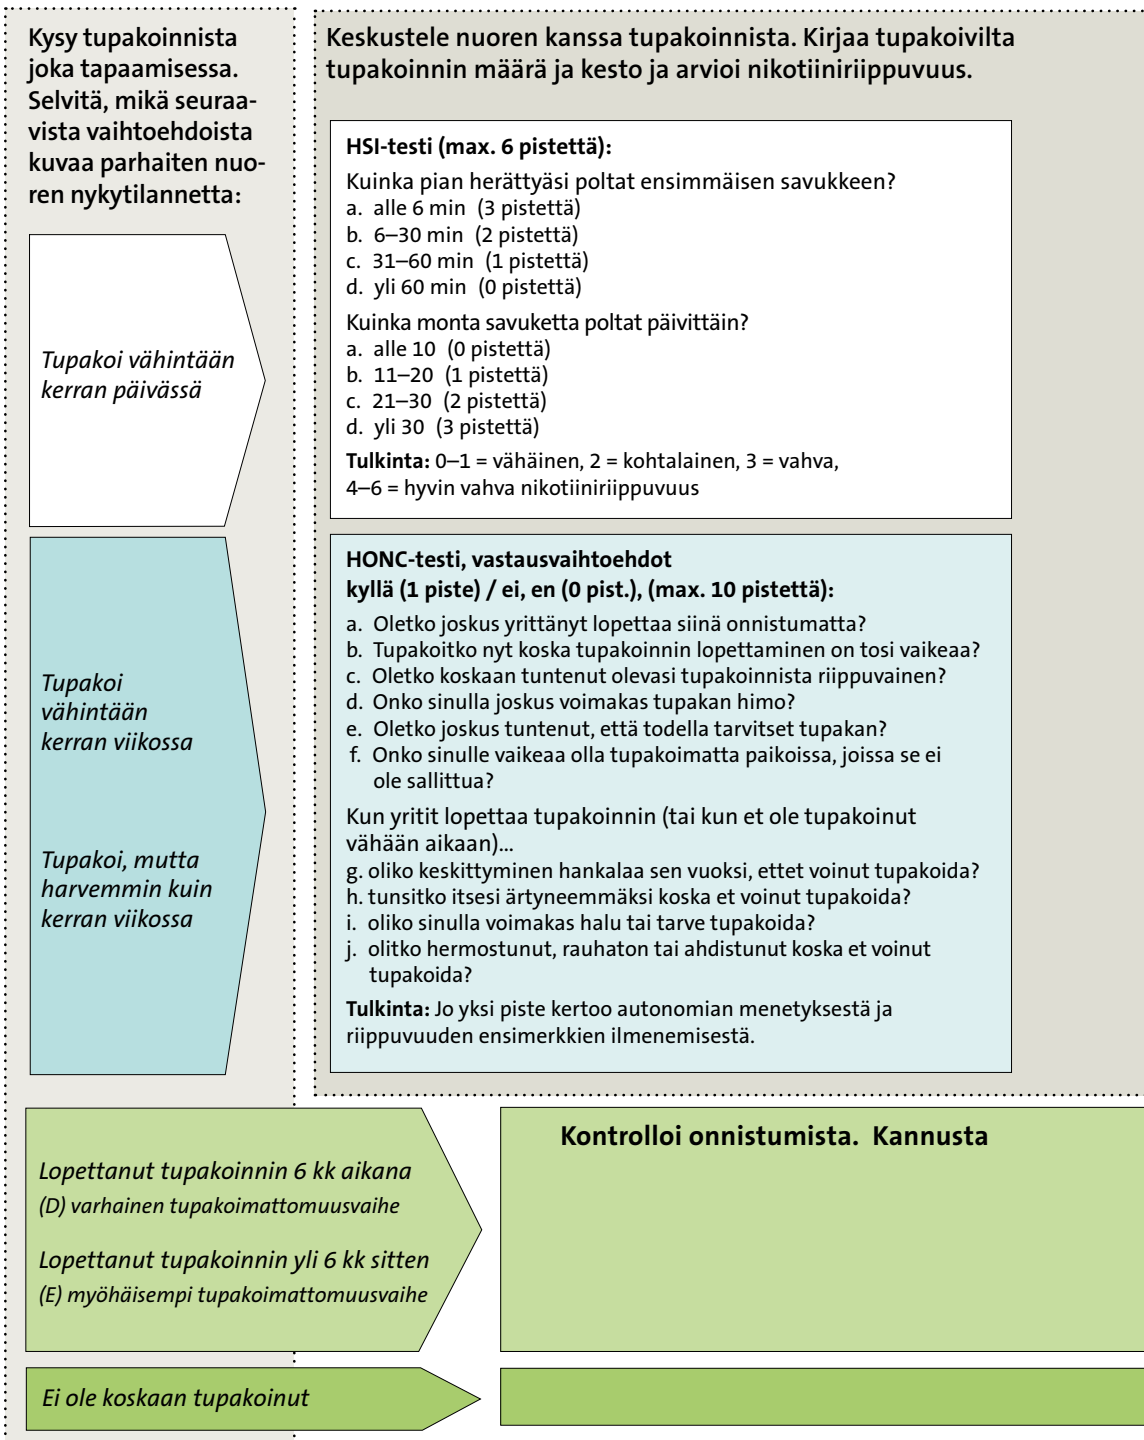 Kysy tupakoinnista
joka tapaamisessa.
Selvitä, mikä seuraa-
vista vaihtoehdoista
kuvaa parhaiten nuo-
ren nykytilannetta:
Tupakoi vähintään
kerran päivässä
Tupakoi
vähintään
kerran viikossa
Tupakoi, mutta
harvemmin kuin
kerran viikossa
Keskustele nuoren kanssa tupakoinnista. Kirjaa tupakoivilta
tupakoinnin määrä ja kesto ja arvioi nikotiiniriippuvuus.
HSI-testi (max. 6 pistettä):
Kuinka pian herättyäsi poltat ensimmäisen savukkeen?
a. alle 6 min (3 pistettä)
b. 6–30 min (2 pistettä)
c. 31–60 min (1 pistettä)
d. yli 60 min (0 pistettä)
Kuinka monta savuketta poltat päivittäin?
a. alle 10 (0 pistettä)
b. 11–20 (1 pistettä)
c. 21–30 (2 pistettä)
d. yli 30 (3 pistettä)
Tulkinta: 0–1 = vähäinen, 2 = kohtalainen, 3 = vahva,
4–6 = hyvin vahva nikotiiniriippuvuus
HONC-testi, vastausvaihtoehdot
kyllä (1 piste) / ei, en (0 pist.), (max. 10 pistettä):
a. Oletko joskus yrittänyt lopettaa siinä onnistumatta?
b. Tupakoitko nyt koska tupakoinnin lopettaminen on tosi vaikeaa?
c. Oletko koskaan tuntenut olevasi tupakoinnista riippuvainen?
d. Onko sinulla joskus voimakas tupakan himo?
e. Oletko joskus tuntenut, että todella tarvitset tupakan?
f. Onko sinulle vaikeaa olla tupakoimatta paikoissa, joissa se ei
ole sallittua?
Kun yritit lopettaa tupakoinnin (tai kun et ole tupakoinut
vähään aikaan)...
g. oliko keskittyminen hankalaa sen vuoksi, ettet voinut tupakoida?
h. tunsitko itsesi ärtyneemmäksi koska et voinut tupakoida?
i. oliko sinulla voimakas halu tai tarve tupakoida?
j. olitko hermostunut, rauhaton tai ahdistunut koska et voinut
tupakoida?
Tulkinta: Jo yksi piste kertoo autonomian menetyksestä ja
riippuvuuden ensimerkkien ilmenemisestä.
Lopettanut tupakoinnin 6 kk aikana
(D) varhainen tupakoimattomuusvaihe
Lopettanut tupakoinnin yli 6 kk sitten
(E) myöhäisempi tupakoimattomuusvaihe
Kontrolloi onnistumista. Kannusta
Ei ole koskaan tupakoinut